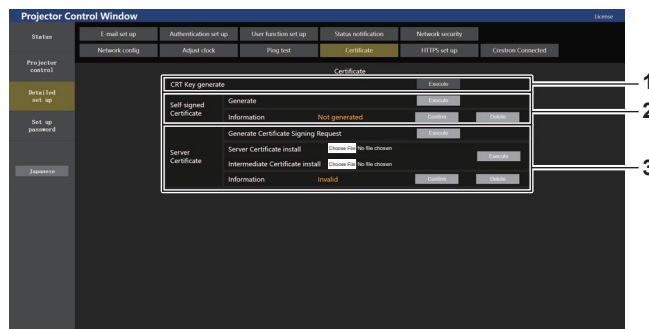 Projector Control Window
License
Status
E-mail set up
Authentication set up
User function set up
Status notification
Network security
Network config
Adjust clock
Ping test
Certificate
HTTPS set up
Crestron Connected
Projector
control
Detailed
set up
Set up
password
Japanese
Certificate
CRT Key generate
Execute
1
Self-signed
Certificate
Generate
Execute
Information
Not generated
Confirm
Delete
2
Server
Certificate
Generate Certificate Signing Request
Execute
Server Certificate install
Choose File No file chosen
Intermediate Certificate install
Choose File No file chosen
Execute
Information
Invalid
Confirm
Delete
3